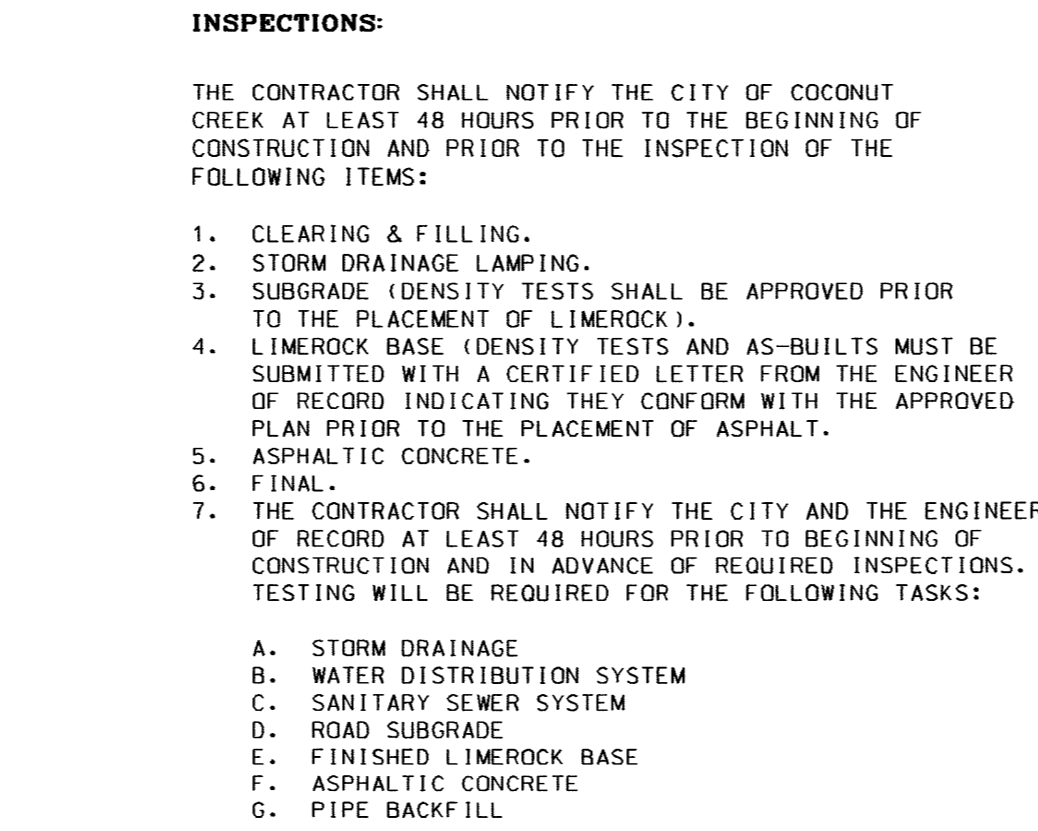 INSPECTIONS:
THE CONTRACTOR SHALL NOTIFY THE CITY OF COCONUT
CREEK AT LEAST 48 HOURS PRIOR TO THE BEGINNING OF
CONSTRUCTION AND PRIOR TO THE INSPECTION OF THE
FOLLOWING ITEMS:
1. CLEARING & FILLING.
2. STORM DRAINAGE LAMPING.
3. SUBGRADE (DENSITY TESTS SHALL BE APPROVED PRIOR
TO THE PLACEMENT OF LIMEROCK).
4. LIMEROCK BASE (DENSITY TESTS AND AS-BUILTS MUST BE
SUBMITTED WITH A CERTIFIED LETTER FROM THE ENGINEER
OF RECORD INDICATING THEY CONFORM WITH THE APPROVED
PLAN PRIOR TO THE PLACEMENT OF ASPHALT.
5. ASPHALTIC CONCRETE.
6. FINAL.
7. THE CONTRACTOR SHALL NOTIFY THE CITY AND THE ENGINEER
OF RECORD AT LEAST 48 HOURS PRIOR TO BEGINNING OF
CONSTRUCTION AND IN ADVANCE OF REQUIRED INSPECTIONS.
TESTING WILL BE REQUIRED FOR THE FOLLOWING TASKS:
A. STORM DRAINAGE
B. WATER DISTRIBUTION SYSTEM
C. SANITARY SEWER SYSTEM
D. ROAD SUBGRADE
E. FINISHED LIMEROCK BASE
F. ASPHALTIC CONCRETE
G. PIPE BACKFILL